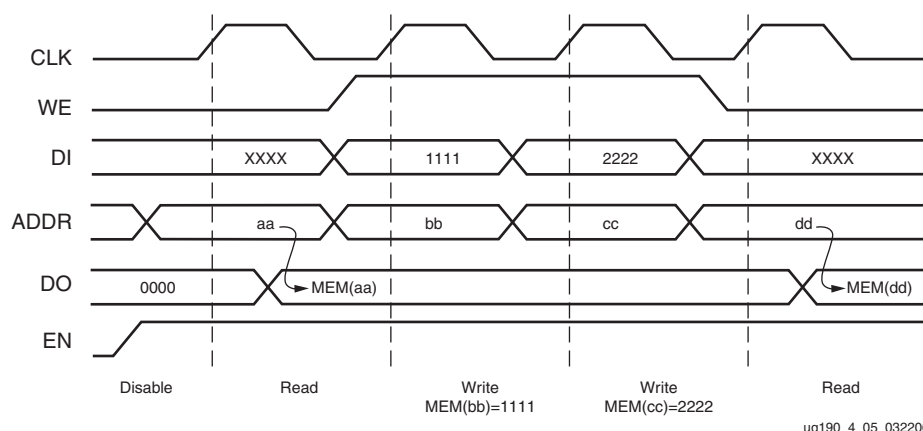 CLK
WE
DI XXXX 1111 2222 XXXX
ADDR aa bb cc dd
DO 0000 MEM(aa) MEM(dd)
EN
Disable Read Write Write Read
MEM(bb)=1111 MEM(cc)=2222